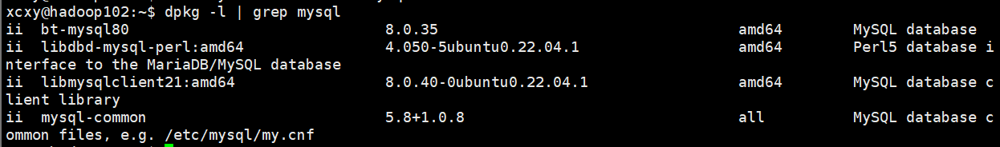 xcxy@hadoop102:~$ dpkg -l | grep mysql
ii  bt-mysql80                            8.0.35                                  amd64        MySQL database
ii  libdbd-mysql-perl:amd64               4.050-5ubuntu0.22.04.1                  amd64        Perl5 database i
nterface to the MariaDB/MySQL database
ii  libmysqlclient21:amd64                8.0.40-0ubuntu0.22.04.1                 amd64        MySQL database c
lient library
ii  mysql-common                          5.8+1.0.8                               all          MySQL database c
ommon files, e.g. /etc/mysql/my.cnf